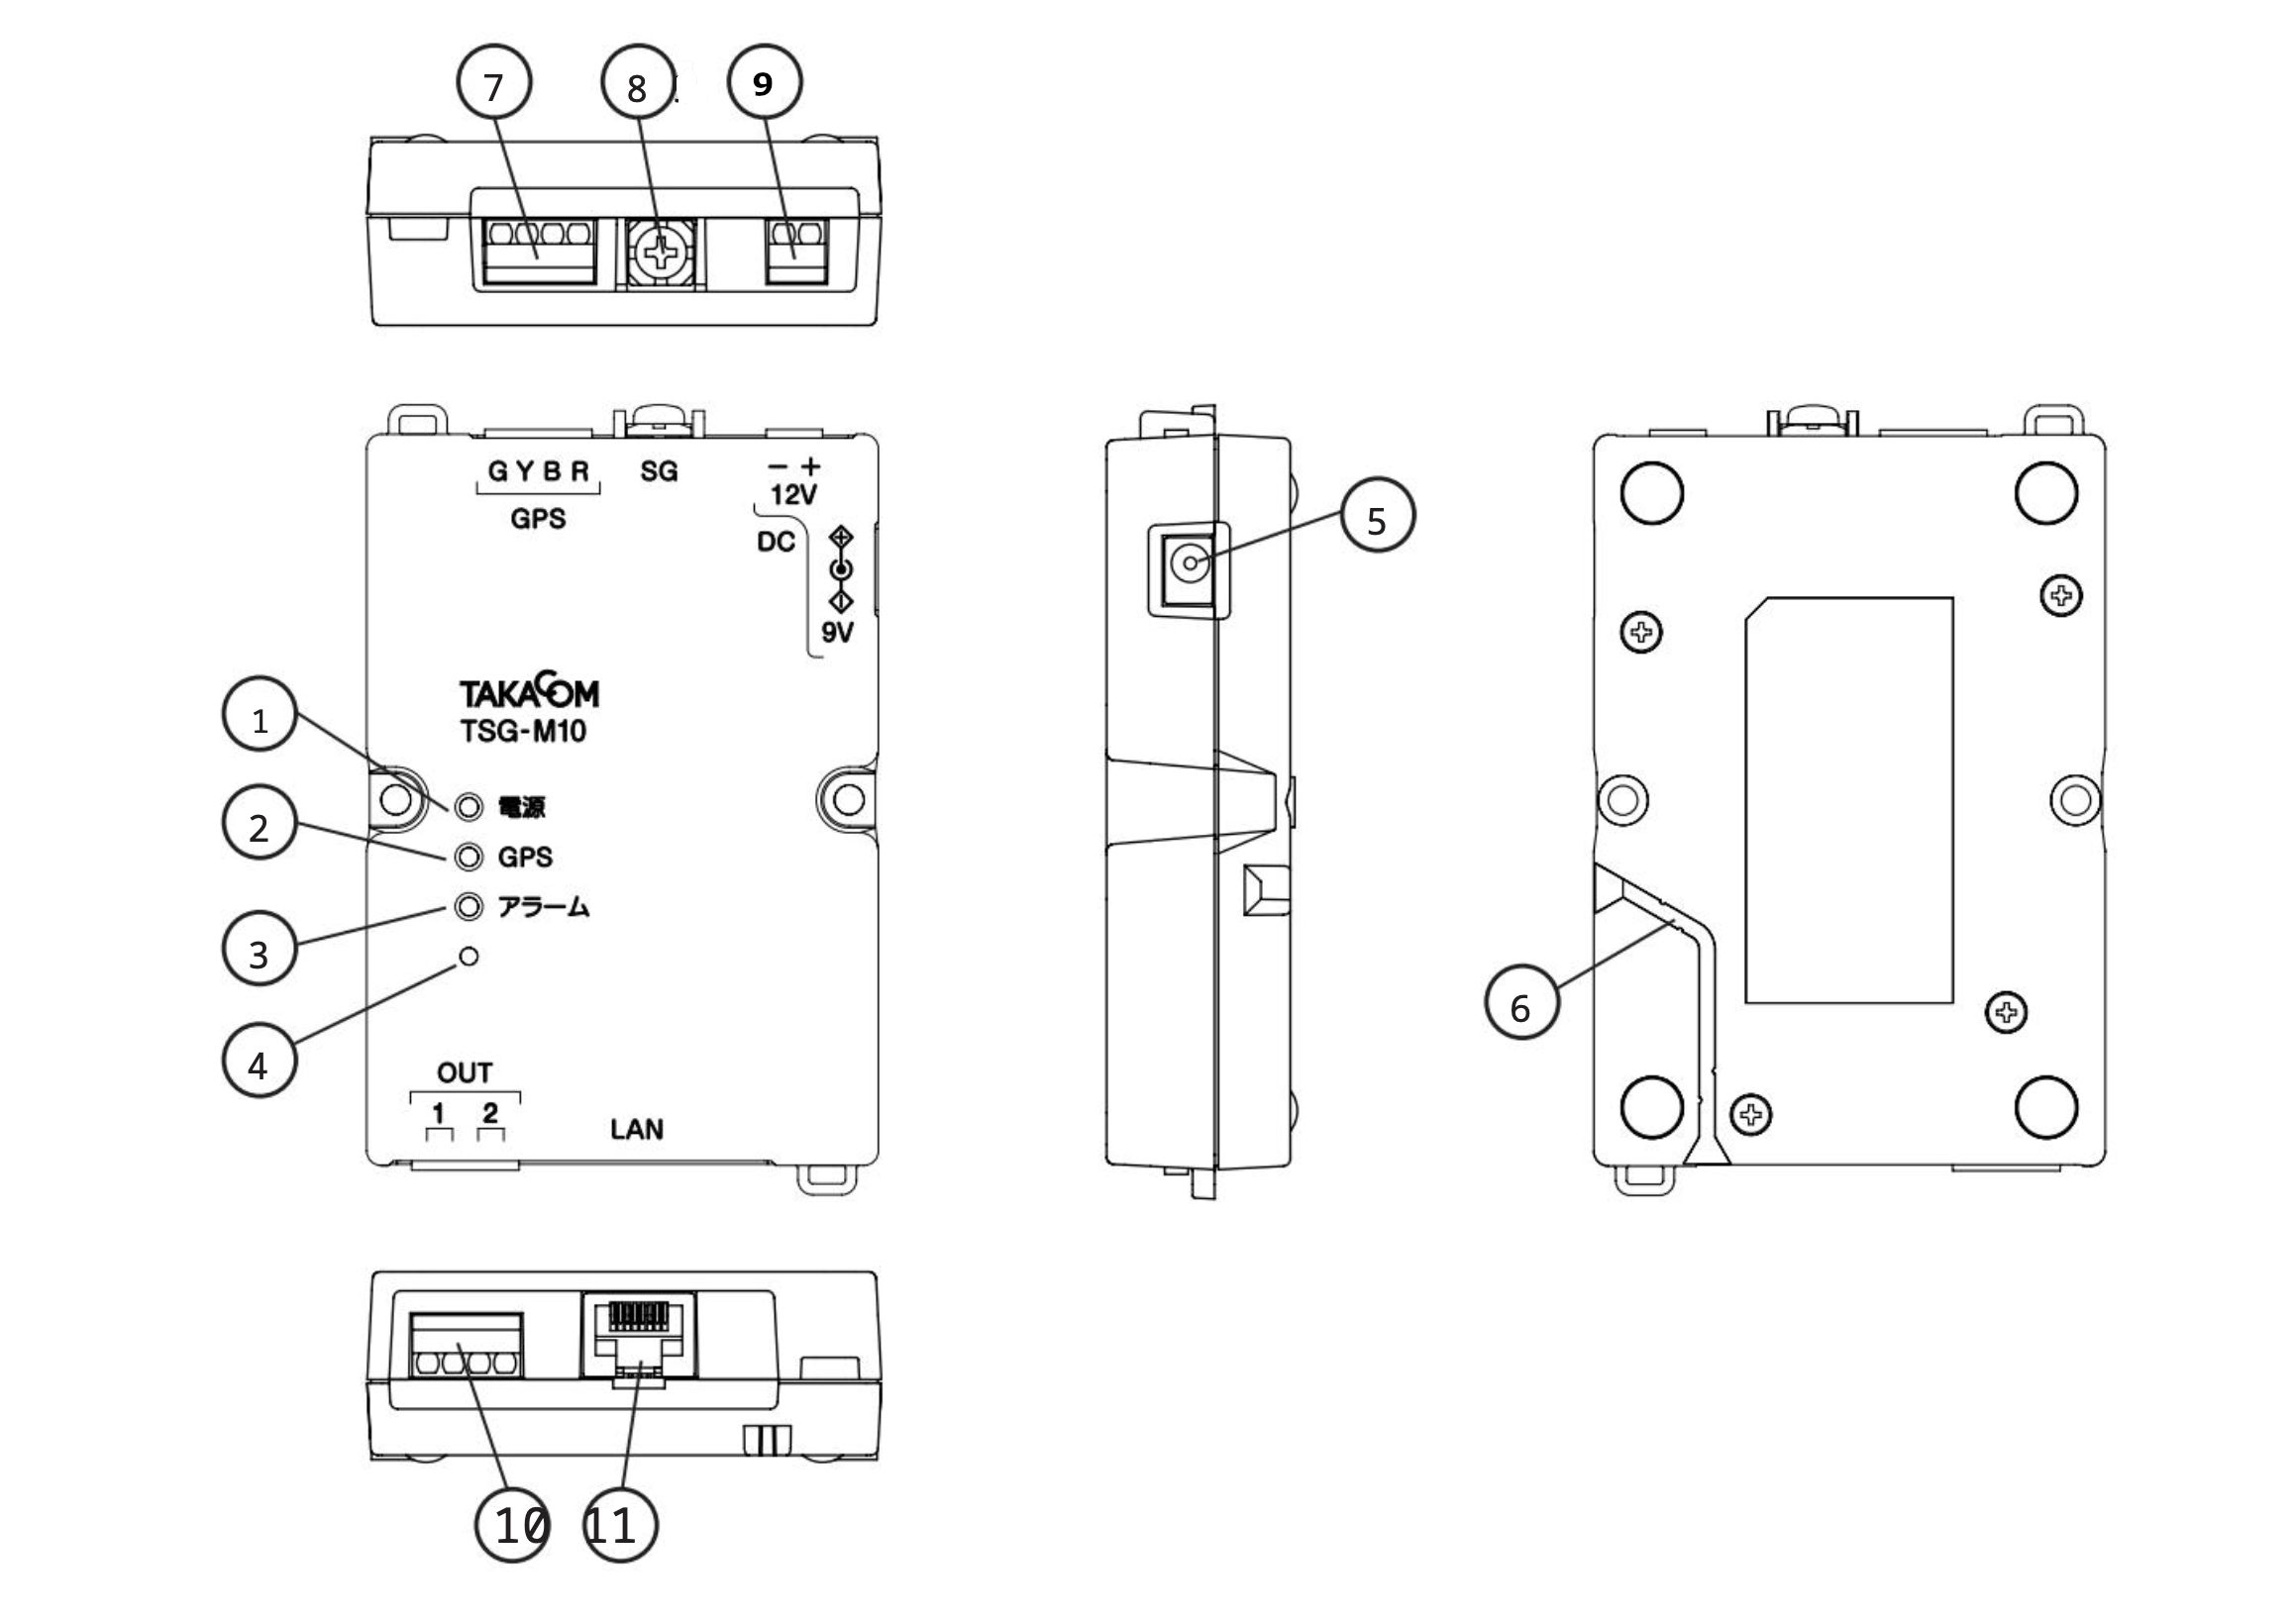 7 8 9
G Y B R SG − +
12V
GPS
DC
9V
5
TAKACOM
TSG-M10
1
電源
2
GPS
3
アラーム
4
6
OUT
1 2
LAN
10 11